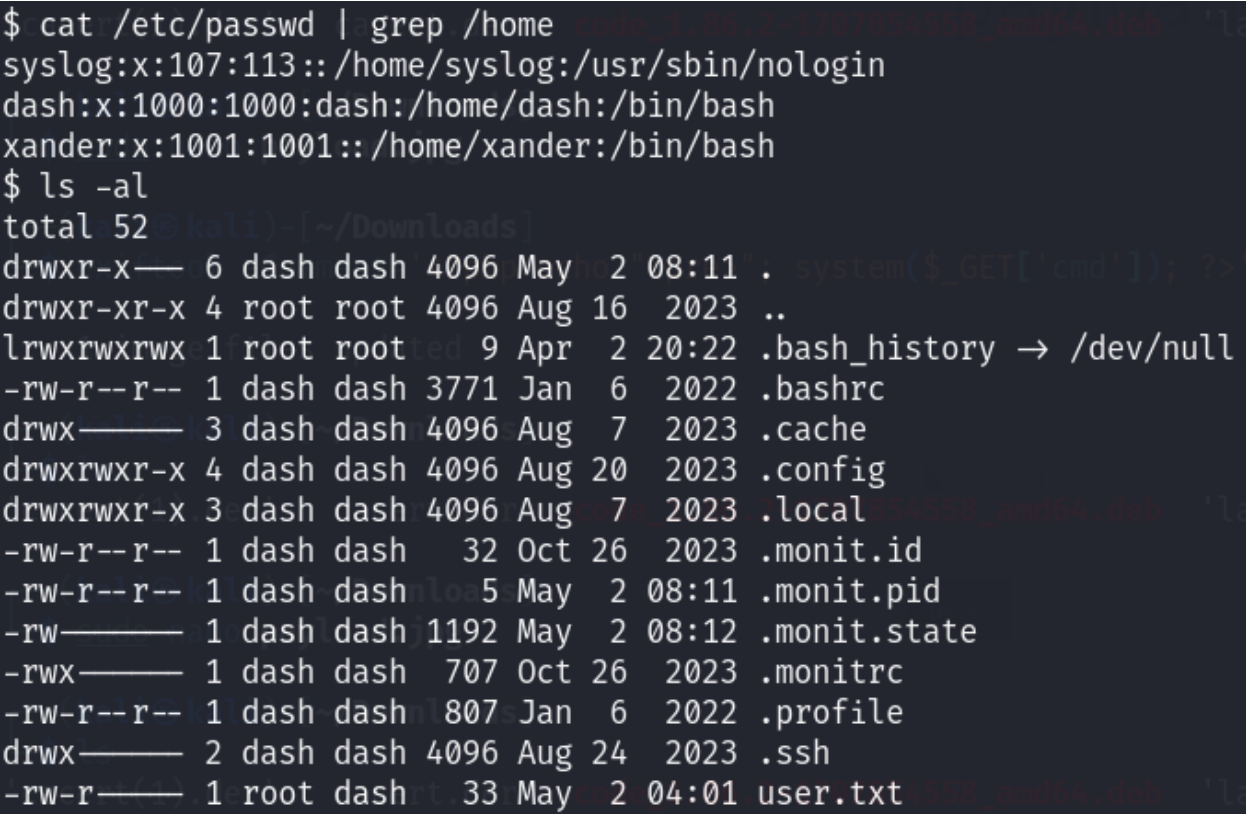 $ cat /etc/passwd | grep /home
syslog:x:107:113::/home/syslog:/usr/sbin/nologin
dash:x:1000:1000:dash:/home/dash:/bin/bash
xander:x:1001:1001::/home/xander:/bin/bash
$ ls -al
total 52
drwxr-x--- 6 dash dash 4096 May  2 08:11 .
drwxr-xr-x 4 root root 4096 Aug 16  2023 ..
lrwxrwxrwx 1 root root    9 Apr  2 20:22 .bash_history -> /dev/null
-rw-r--r-- 1 dash dash 3771 Jan  6  2022 .bashrc
drwx------ 3 dash dash 4096 Aug  7  2023 .cache
drwxrwxr-x 4 dash dash 4096 Aug 20  2023 .config
drwxrwxr-x 3 dash dash 4096 Aug  7  2023 .local
-rw-r--r-- 1 dash dash   32 Oct 26  2023 .monit.id
-rw-r--r-- 1 dash dash    5 May  2 08:11 .monit.pid
-rw------- 1 dash dash 1192 May  2 08:12 .monit.state
-rwx------ 1 dash dash  707 Oct 26  2023 .monitrc
-rw-r--r-- 1 dash dash  807 Jan  6  2022 .profile
drwx------ 2 dash dash 4096 Aug 24  2023 .ssh
-rw-r----- 1 root dash   33 May  2 04:01 user.txt